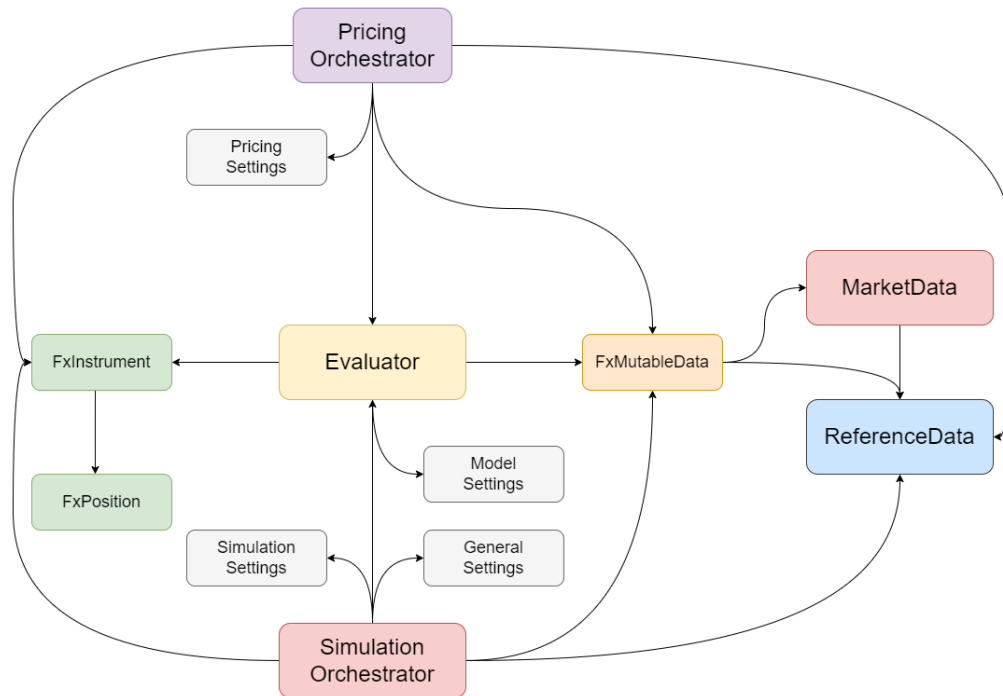 Pricing
Orchestrator
Pricing
Settings
MarketData
FxInstrument
Evaluator
FxMutableData
ReferenceData
Model
Settings
FxPosition
Simulation
Settings
General
Settings
Simulation
Orchestrator